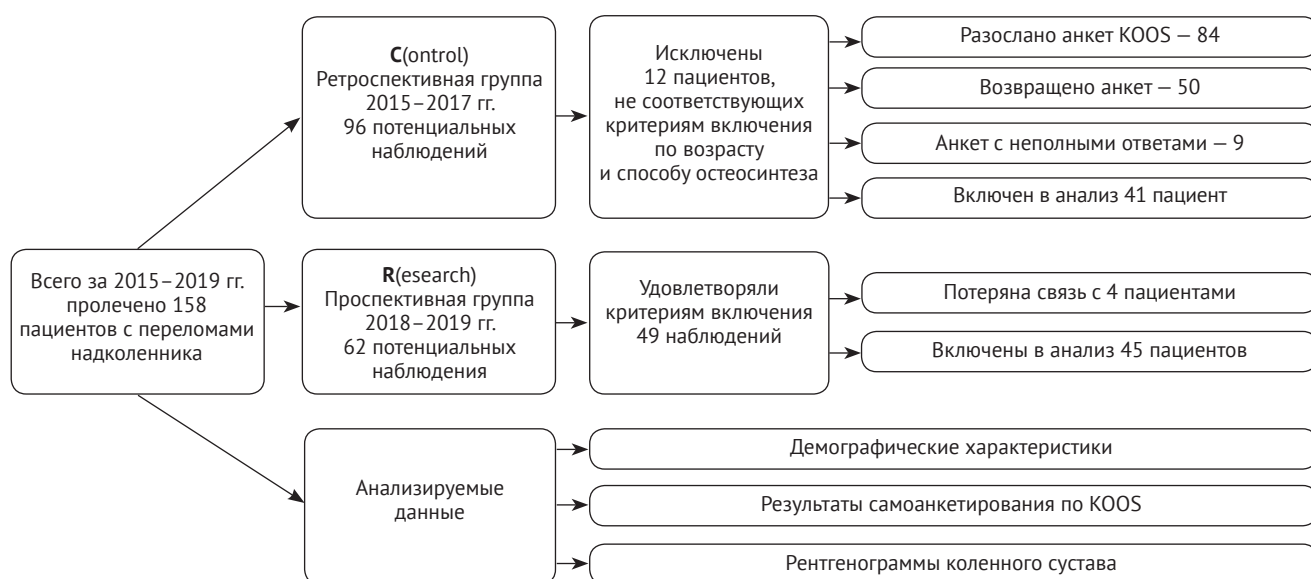 Всего за 2015–2019 гг.
пролечено 158
пациентов с переломами
надколенника
C(ontrol)
Ретроспективная группа
2015–2017 гг.
96 потенциальных
наблюдений
Исключены
12 пациентов,
не соответствующих
критериям включения
по возрасту
и способу остеосинтеза
Разослано анкет KOOS — 84
Возвращено анкет — 50
Анкет с неполными ответами — 9
Включен в анализ 41 пациент
R(esearch)
Проспективная группа
2018–2019 гг.
62 потенциальных
наблюдения
Удовлетворяли
критериям включения
49 наблюдений
Потеряна связь с 4 пациентами
Включены в анализ 45 пациентов
Анализируемые
данные
Демографические характеристики
Результаты самоанкетирования по KOOS
Рентгенограммы коленного сустава